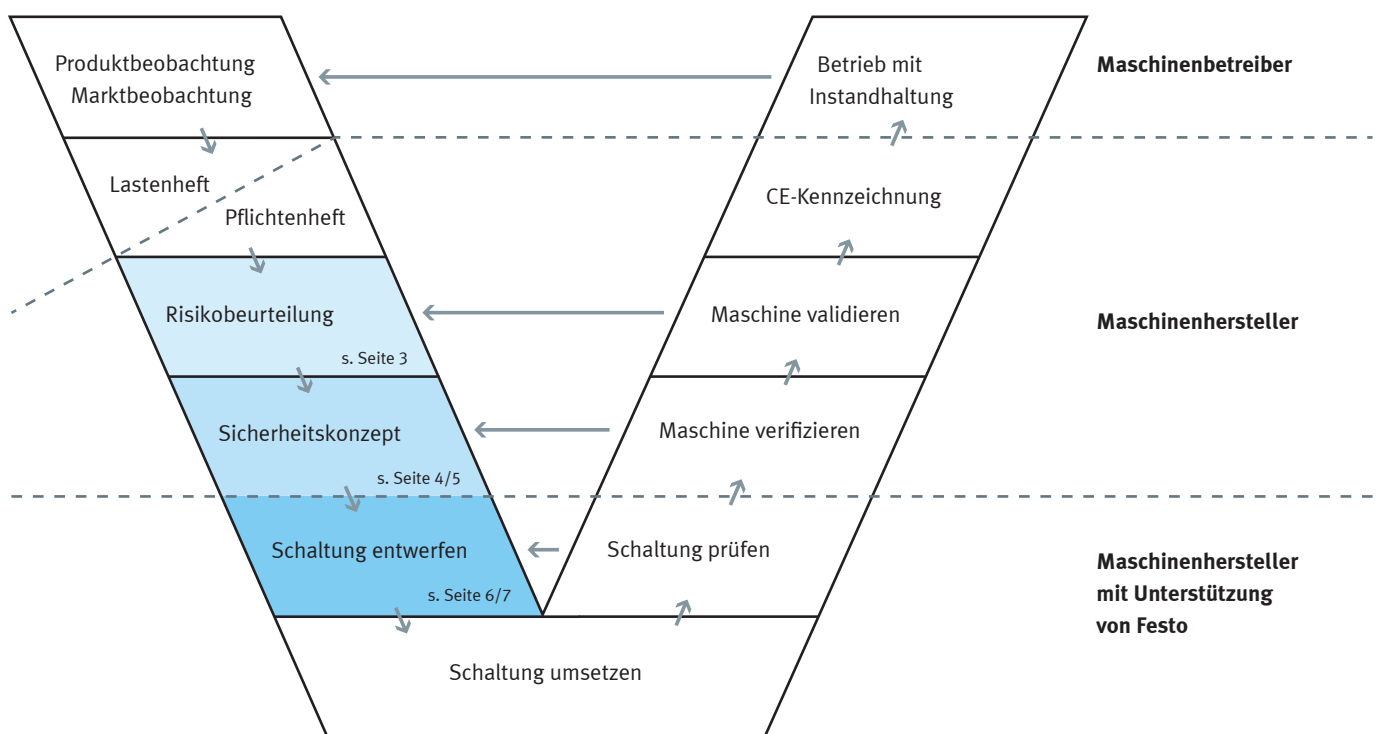 Produktbeobachtung
Marktbeobachtung
Betrieb mit
Instandhaltung
Maschinenbetreiber
Lastenheft
Pflichtenheft
CE-Kennzeichnung
Risikobeurteilung
s. Seite 3
Maschine validieren
Maschinenhersteller
Sicherheitskonzept
s. Seite 4/5
Maschine verifizieren
Schaltung entwerfen
s. Seite 6/7
Schaltung prüfen
Maschinenhersteller
mit Unterstützung
von Festo
Schaltung umsetzen